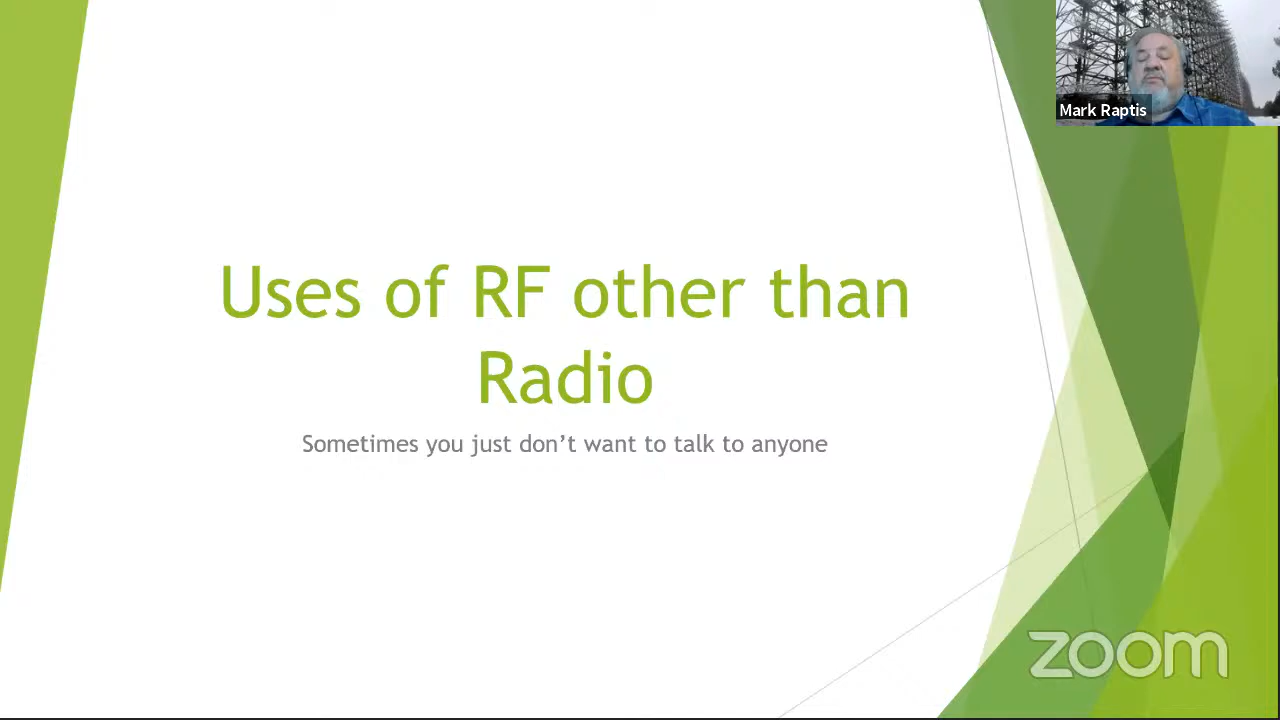 Mark Raptis
Uses of RF other than
Radio
Sometimes you just don’t want to talk to anyone
zoom